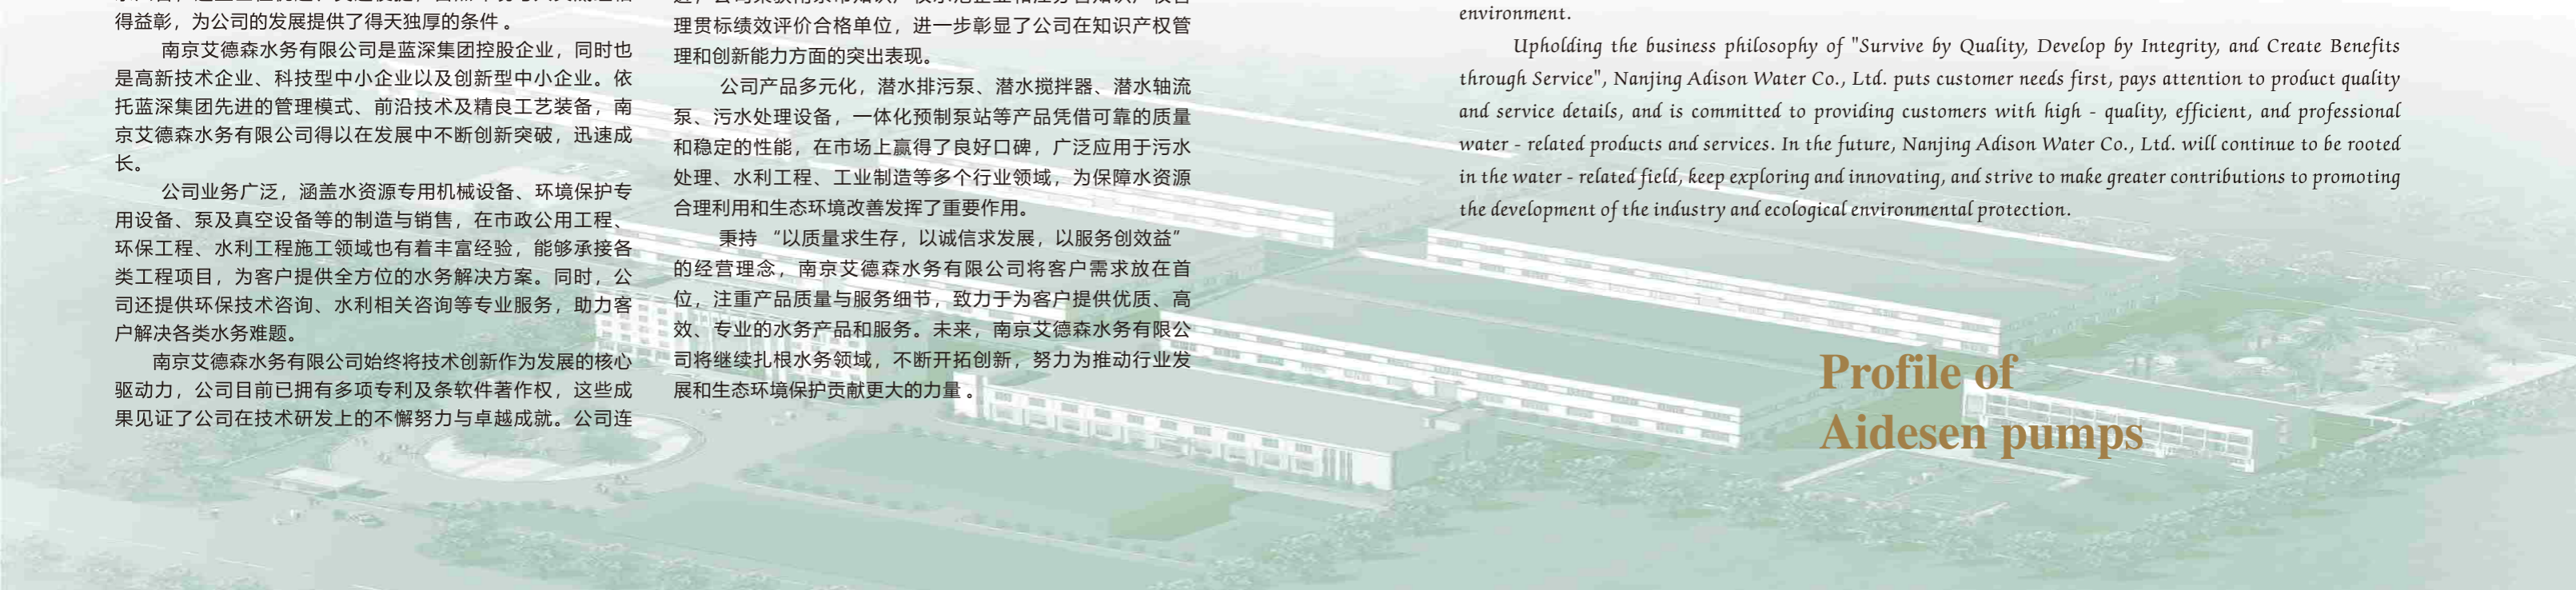 得益彰，为公司的发展提供了得天独厚的条件 。
南京艾德森水务有限公司是蓝深集团控股企业，同时也
是高新技术企业、科技型中小企业以及创新型中小企业。依
托蓝深集团先进的管理模式、前沿技术及精良工艺装备，南
京艾德森水务有限公司得以在发展中不断创新突破，迅速成
长。
公司业务广泛，涵盖水资源专用机械设备、环境保护专
用设备、泵及真空设备等的制造与销售，在市政公用工程、
环保工程、水利工程施工领域也有着丰富经验，能够承接各
类工程项目，为客户提供全方位的水务解决方案。同时，公
司还提供环保技术咨询、水利相关咨询等专业服务，助力客
户解决各类水务难题。
南京艾德森水务有限公司始终将技术创新作为发展的核心
驱动力，公司目前已拥有多项专利及条软件著作权，这些成
果见证了公司在技术研发上的不懈努力与卓越成就。公司连
理贯标绩效评价合格单位，进一步彰显了公司在知识产权管
理和创新能力方面的突出表现。
公司产品多元化，潜水排污泵、潜水搅拌器、潜水轴流
泵、污水处理设备，一体化预制泵站等产品凭借可靠的质量
和稳定的性能，在市场上赢得了良好口碑，广泛应用于污水
处理、水利工程、工业制造等多个行业领域，为保障水资源
合理利用和生态环境改善发挥了重要作用。
秉持 “以质量求生存，以诚信求发展，以服务创效益”
的经营理念，南京艾德森水务有限公司将客户需求放在首
位，注重产品质量与服务细节，致力于为客户提供优质、高
效、专业的水务产品和服务。未来，南京艾德森水务有限公
司将继续扎根水务领域，不断开拓创新，努力为推动行业发
展和生态环境保护贡献更大的力量 。
environment.
Upholding the business philosophy of "Survive by Quality, Develop by Integrity, and Create Benefits
through Service", Nanjing Adison Water Co., Ltd. puts customer needs first, pays attention to product quality
and service details, and is committed to providing customers with high - quality, efficient, and professional
water - related products and services. In the future, Nanjing Adison Water Co., Ltd. will continue to be rooted
in the water - related field, keep exploring and innovating, and strive to make greater contributions to promoting
the development of the industry and ecological environmental protection.
Profile of
Aidesen pumps